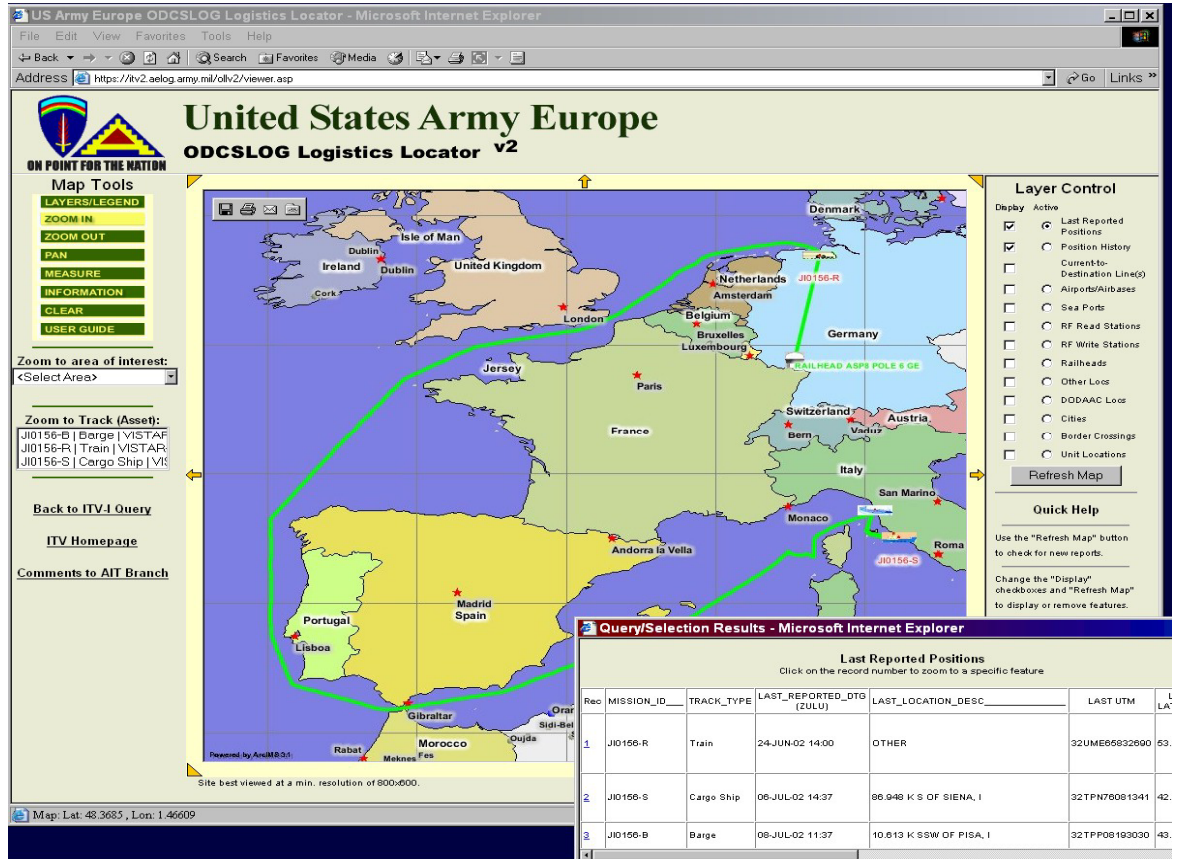 US Army Europe ODCSLOG Logistics Locator - Microsoft Internet Explorer
File Edit View Favorites Tools Help
Back Search Favorites Media
Address https://itv2.aelog.army.mil/ollv2/viewer.asp Go Links »
United States Army Europe
ODCSLOG Logistics Locator v2
ON POINT FOR THE NATION
Map Tools
LAYERS/LEGEND
ZOOM IN
ZOOM OUT
PAN
MEASURE
INFORMATION
CLEAR
USER GUIDE
Zoom to area of interest:
<Select Area>
Zoom to Track (Asset):
JI0156-B | Barge | VISTAR
JI0156-R | Train | VISTAR-
JI0156-S | Cargo Ship | VIS
Back to ITV-I Query
ITV Homepage
Comments to AIT Branch
Denmark
Isle of Man
Dublin
Ireland
Dublin
United Kingdom
Cork
London
Netherlands
JI0156-R
Amsterdam
Belgium
Bruxelles
Luxembourg
Germany
RAILHEAD ASP8 POLE 6 GE
Jersey
Paris
France
Switzerland
Bern
Vaduz
Austria
Italy
San Marino
Monaco
Roma
JI0156-S
Andorra la Vella
Madrid
Spain
Portugal
Lisboa
Gibraltar
Oran
Sidi-Bel
Oujda
Rabat
Morocco
Meknes
Fes
Powered by ArcIMS 3.1
Site best viewed at a min. resolution of 800x600.
Map: Lat: 48.3685 , Lon: 1.46609
Layer Control
Display Active
Last Reported
Positions
Position History
Current-to-
Destination Line(s)
Airports/Airbases
Sea Ports
RF Read Stations
RF Write Stations
Railheads
Other Locs
DODAAC Locs
Cities
Border Crossings
Unit Locations
Refresh Map
Quick Help
Use the "Refresh Map" button
to check for new reports.
Change the "Display"
checkboxes and "Refresh Map"
to display or remove features.
Query/Selection Results - Microsoft Internet Explorer
Last Reported Positions
Click on the record number to zoom to a specific feature
Rec MISSION_ID___ TRACK_TYPE LAST_REPORTED_DTG (ZULU) LAST_LOCATION_DESC__________ LAST UTM
1 JI0156-R Train 24-JUN-02 14:00 OTHER 32UME65832690 53.
2 JI0156-S Cargo Ship 06-JUL-02 14:37 86.948 K S OF SIENA, I 32TPN76081341 42.
3 JI0156-B Barge 08-JUL-02 11:37 10.613 K SSW OF PISA, I 32TPP08193030 43.